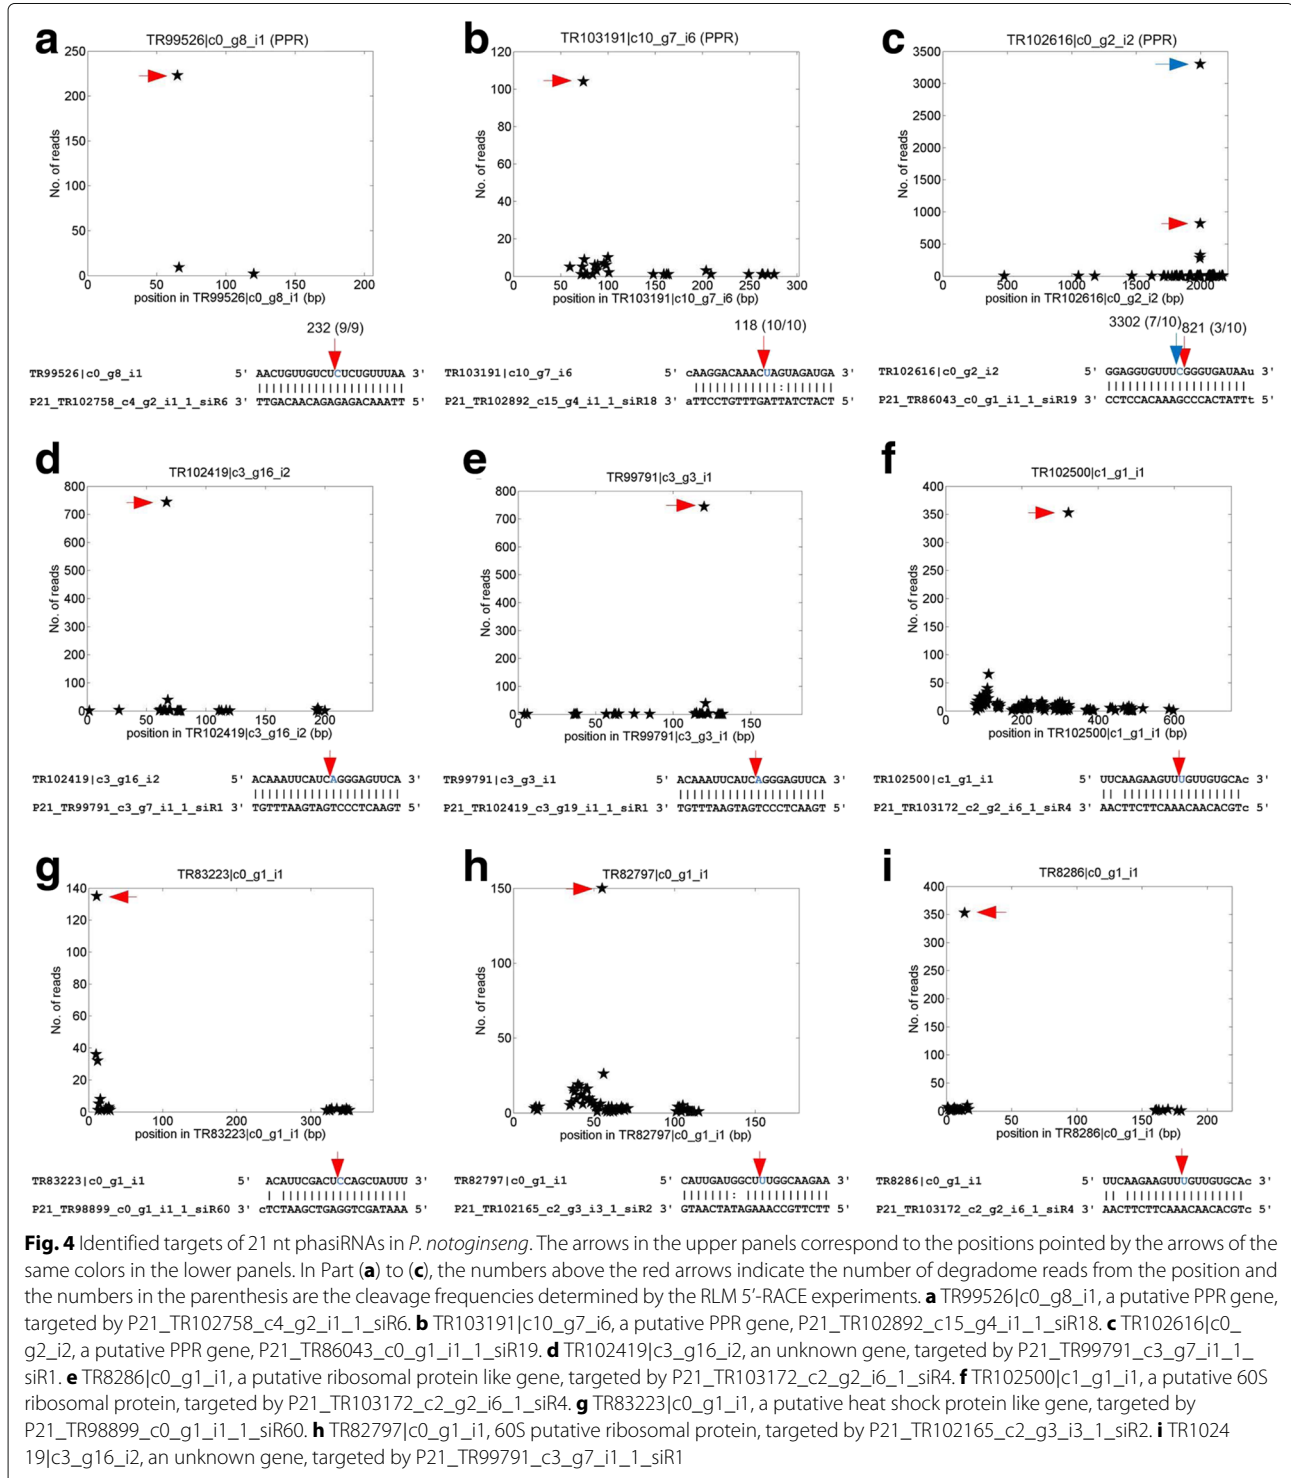 a
TR99526|c0_g8_i1 (PPR)
250
200
150
100
50
0
No. of reads
0 50 100 150 200
position in TR99526|c0_g8_i1 (bp)
232 (9/9)
TR99526|c0_g8_i1 5' AACUGUUGUCUCUCUGUUUAA 3'
P21_TR102758_c4_g2_i1_1_siR6 3' TTGACAACAGAGAGACAAATT 5'
b
TR103191|c10_g7_i6 (PPR)
120
100
80
60
40
20
0
No. of reads
0 50 100 150 200 250 300
position in TR103191|c10_g7_i6 (bp)
118 (10/10)
TR103191|c10_g7_i6 5' cAAGGACAAACUAGUAGAUGA 3'
P21_TR102892_c15_g4_i1_1_siR18 3' aTTCCTGTTTGATTATCTACT 5'
c
TR102616|c0_g2_i2 (PPR)
3500
3000
2500
2000
1500
1000
500
0
No. of reads
0 500 1000 1500 2000
position in TR102616|c0_g2_i2 (bp)
3302 (7/10) 821 (3/10)
TR102616|c0_g2_i2 5' GGAGGUGUUUCGGGUGAUAAu 3'
P21_TR86043_c0_g1_i1_1_siR19 3' CCTCCACAAAGCCCACTATTt 5'
d
TR102419|c3_g16_i2
800
700
600
500
400
300
200
100
0
No. of reads
0 50 100 150 200
position in TR102419|c3_g16_i2 (bp)
TR102419|c3_g16_i2 5' ACAAAUUCAUCAGGGAGUUCA 3'
P21_TR99791_c3_g7_i1_1_siR1 3' TGTTTAAGTAGTCCCTCAAGT 5'
e
TR99791|c3_g3_i1
800
700
600
500
400
300
200
100
0
No. of reads
0 50 100 150
position in TR99791|c3_g3_i1 (bp)
TR99791|c3_g3_i1 5' ACAAAUUCAUCAGGGAGUUCA 3'
P21_TR102419_c3_g19_i1_1_siR1 3' TGTTTAAGTAGTCCCTCAAGT 5'
f
TR102500|c1_g1_i1
400
350
300
250
200
150
100
50
0
No. of reads
0 200 400 600
position in TR102500|c1_g1_i1 (bp)
TR102500|c1_g1_i1 5' UUCAAGAAGUUUGUUGUGCAc 3'
P21_TR103172_c2_g2_i6_1_siR4 3' AACTTCTTCAAACAACACGTc 5'
g
TR83223|c0_g1_i1
140
120
100
80
60
40
20
0
No. of reads
0 100 200 300
position in TR83223|c0_g1_i1 (bp)
TR83223|c0_g1_i1 5' ACAUUCGACUCCAGCUAUUU 3'
P21_TR98899_c0_g1_i1_1_siR60 3' cTCTAAGCTGAGGTCGATAAA 5'
h
TR82797|c0_g1_i1
150
100
50
0
No. of reads
0 50 100 150
position in TR82797|c0_g1_i1 (bp)
TR82797|c0_g1_i1 5' CAUUGAUGGCUUUGGCAAGAA 3'
P21_TR102165_c2_g3_i3_1_siR2 3' GTAACTATAGAAACCGTTCTT 5'
i
TR8286|c0_g1_i1
400
350
300
250
200
150
100
50
0
No. of reads
0 50 100 150 200
position in TR8286|c0_g1_i1 (bp)
TR8286|c0_g1_i1 5' UUCAAGAAGUUUGUUGUGCAc 3'
P21_TR103172_c2_g2_i6_1_siR4 3' AACTTCTTCAAACAACACGTc 5'
Fig. 4 Identified targets of 21 nt phasiRNAs in P. notoginseng. The arrows in the upper panels correspond to the positions pointed by the arrows of the
same colors in the lower panels. In Part (a) to (c), the numbers above the red arrows indicate the number of degradome reads from the position and
the numbers in the parenthesis are the cleavage frequencies determined by the RLM 5′-RACE experiments. a TR99526|c0_g8_i1, a putative PPR gene,
targeted by P21_TR102758_c4_g2_i1_1_siR6. b TR103191|c10_g7_i6, a putative PPR gene, P21_TR102892_c15_g4_i1_1_siR18. c TR102616|c0_
g2_i2, a putative PPR gene, P21_TR86043_c0_g1_i1_1_siR19. d TR102419|c3_g16_i2, an unknown gene, targeted by P21_TR99791_c3_g7_i1_1_
siR1. e TR8286|c0_g1_i1, a putative ribosomal protein like gene, targeted by P21_TR103172_c2_g2_i6_1_siR4. f TR102500|c1_g1_i1, a putative 60S
ribosomal protein, targeted by P21_TR103172_c2_g2_i6_1_siR4. g TR83223|c0_g1_i1, a putative heat shock protein like gene, targeted by
P21_TR98899_c0_g1_i1_1_siR60. h TR82797|c0_g1_i1, 60S putative ribosomal protein, targeted by P21_TR102165_c2_g3_i3_1_siR2. i TR1024
19|c3_g16_i2, an unknown gene, targeted by P21_TR99791_c3_g7_i1_1_siR1